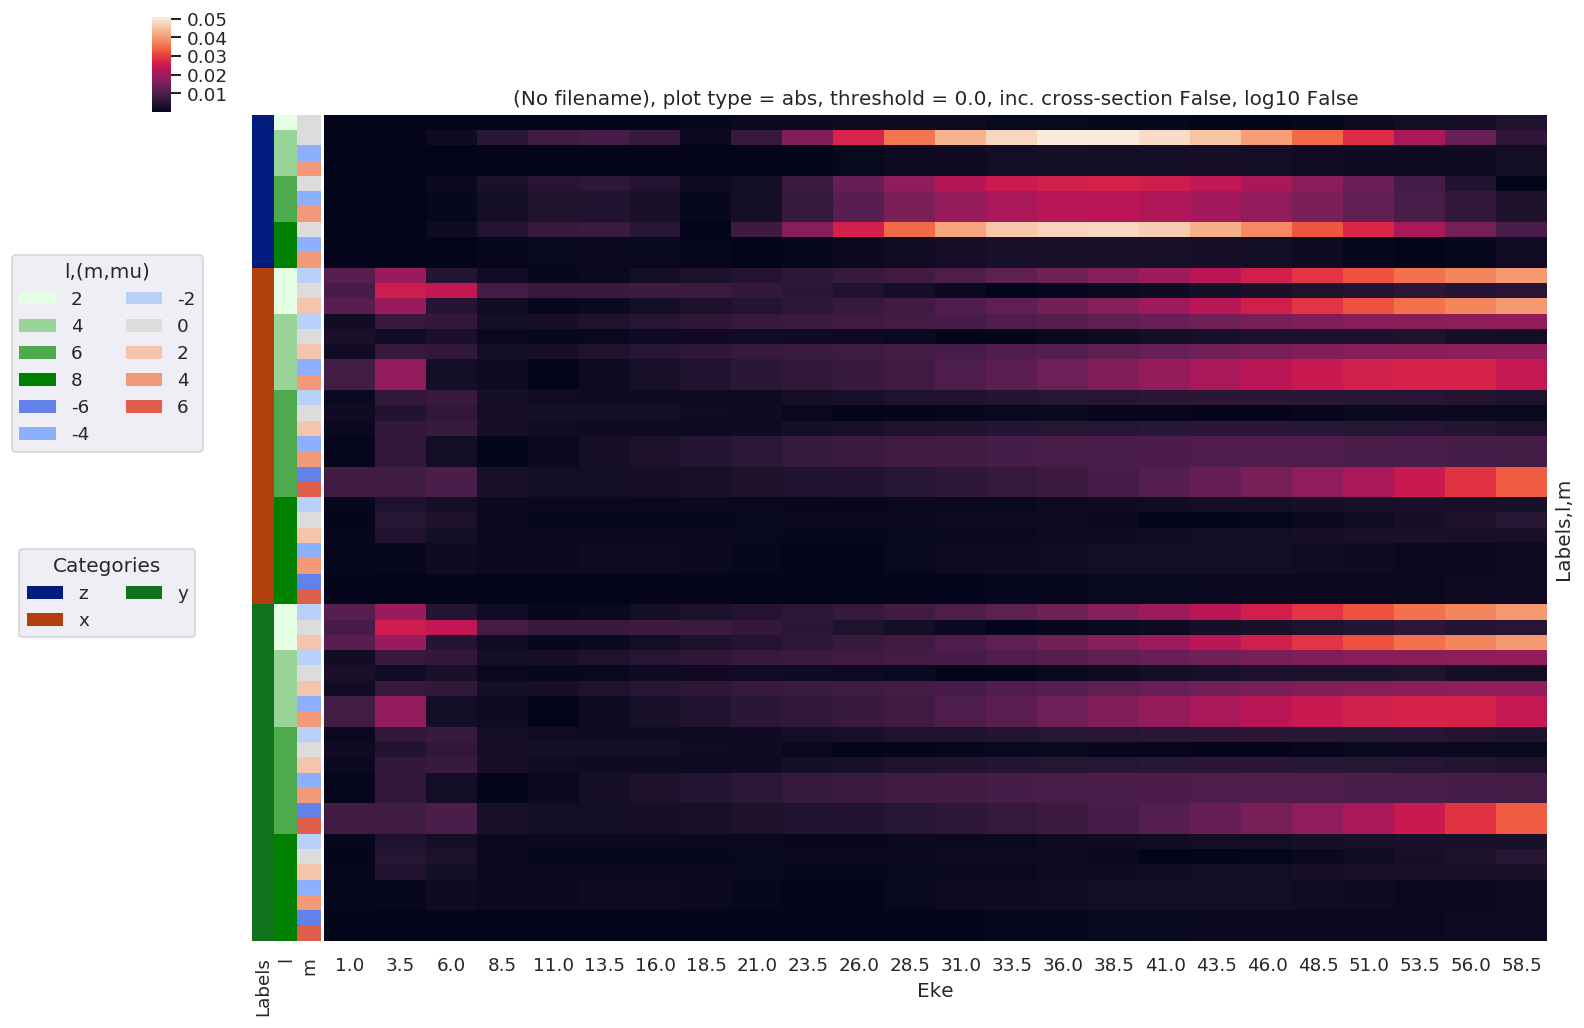 0.05
0.04
0.03
0.02
0.01
(No filename), plot type = abs, threshold = 0.0, inc. cross-section False, log10 False
l,(m,mu)
2 -2
4 0
6 2
8 4
-6 6
-4
Categories
z y
x
Labels,l,m
Labels l m
1.0 3.5 6.0 8.5 11.0 13.5 16.0 18.5 21.0 23.5 26.0 28.5 31.0 33.5 36.0 38.5 41.0 43.5 46.0 48.5 51.0 53.5 56.0 58.5
Eke